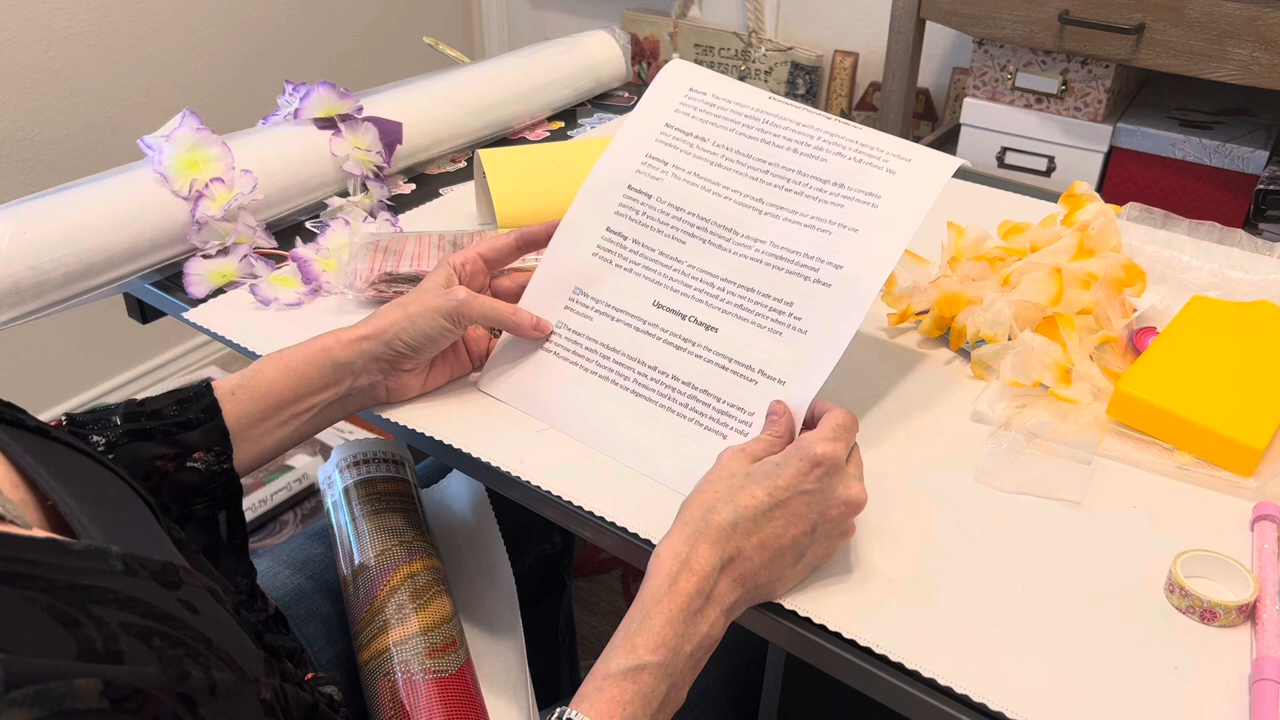 THE CLASSIC
Diamond Painting Policies
Returns - You may return a diamond painting with its original packaging for a refund
if you change your mind within 14 days of receiving. If anything is damaged, or
missing when we receive your return we may not be able to offer a full refund. We
do not accept returns of canvases that have drills pasted on.
Not enough drills? - Each kit should come with more than enough drills to complete
your painting, however, if you find yourself running out of a color and need more to
complete your painting please reach out to us and we will send you more.
Licensing - Here at Munimade we very proudly compensate our artists for the use
of their art. This means that you are supporting artists' dreams with every
purchase!!
Rendering - Our images are hand charted by a designer. This ensures that the image
comes across clear and crisp with minimal 'confetti' as a completed diamond
painting. If you have any rendering feedback as you work on your paintings, please
don't hesitate to let us know.
Reselling - We know 'destashes' are common where people trade and sell
collectible and discontinued art but we kindly ask you not to price gauge. If we
suspect that your intent is to purchase and resell at an inflated price when it is out
of stock, we will not hesitate to ban you from future purchases in our store.
Upcoming Changes
We might be experimenting with our packaging in the coming months. Please let
us know if anything arrives squished or damaged so we can make necessary
precautions.
The exact items included in tool kits will vary. We will be offering a variety of
pens, minders, wash tape, tweezers, wax, and trying out different suppliers until
we narrow down our favorite things. Premium tool kits will always include a solid
color Munimade tray set with the size dependent on the size of the painting.